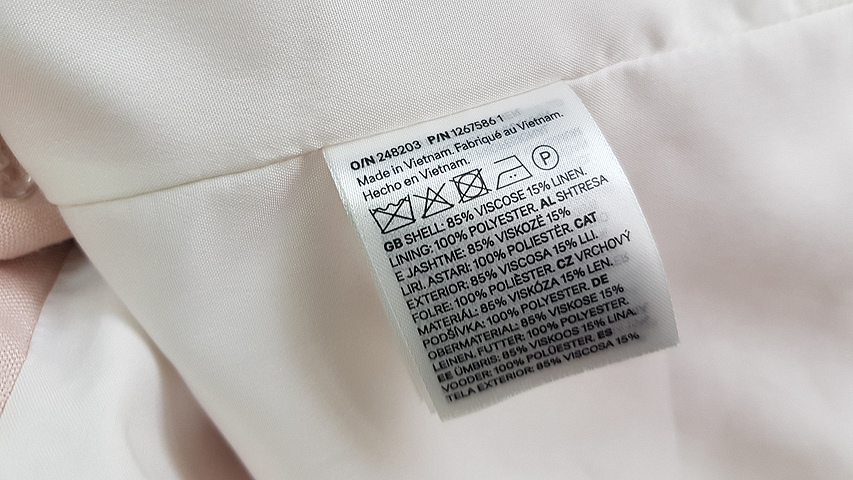 O/N 248203 P/N 1267586 1
Made in Vietnam. Fabriqué au Vietnam.
Hecho en Vietnam.
P
GB SHELL: 85% VISCOSE 15% LINEN.
LINING: 100% POLYESTER. AL SHTRESA
E JASHTME: 85% VISKOZË 15%
LIRI. ASTARI: 100% POLIESTËR. CAT
EXTERIOR: 85% VISCOSA 15% LLI.
FOLRE: 100% POLIÈSTER. CZ VRCHOVÝ
MATERIÁL: 85% VISKÓZA 15% LEN.
PODŠÍVKA: 100% POLYESTER. DE
OBERMATERIAL: 85% VISKOSE 15%
LEINEN. FUTTER: 100% POLYESTER.
EE ÜMBRIS: 85% VISKOOS 15% LINA.
VOODER: 100% POLÜESTER. ES
TELA EXTERIOR: 85% VISCOSA 15%